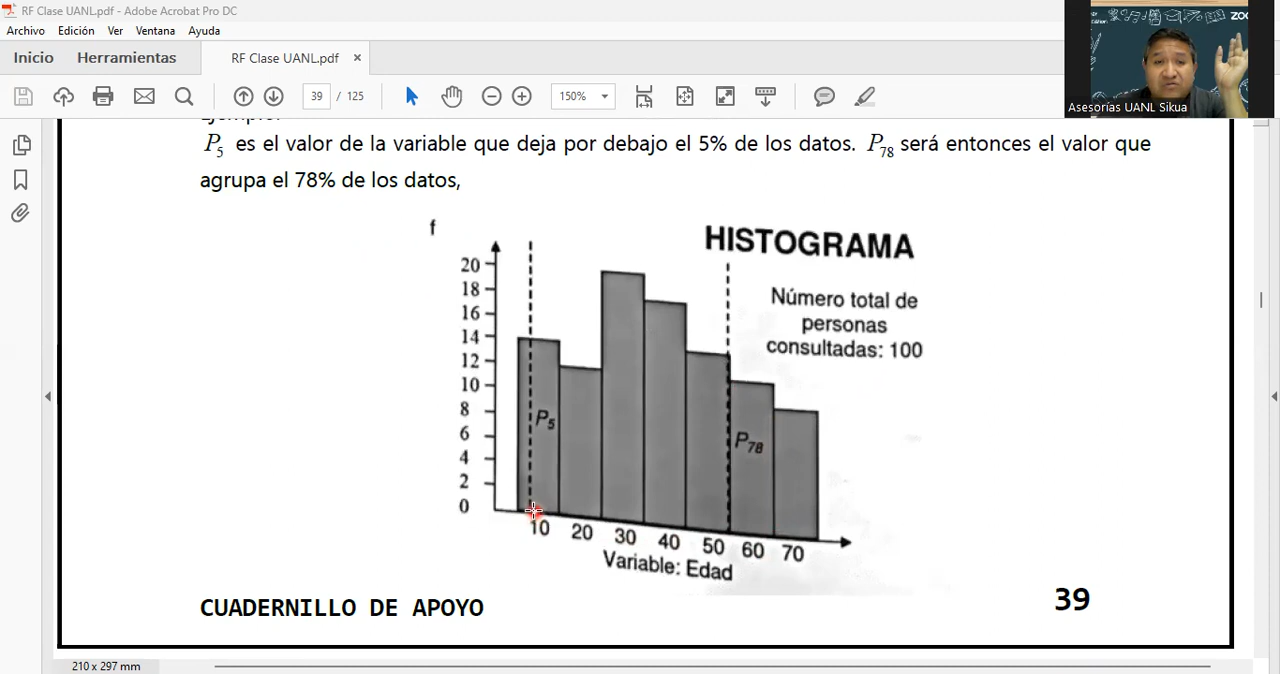 RF Clase UANL.pdf - Adobe Acrobat Pro DC
Archivo Edición Ver Ventana Ayuda
Inicio Herramientas RF Clase UANL.pdf ×
39 / 125 150%
Asesorías UANL Sikua
Ejemplo:
P5 es el valor de la variable que deja por debajo el 5% de los datos. P78 será entonces el valor que
agrupa el 78% de los datos,
f
HISTOGRAMA
Número total de
personas
consultadas: 100
20
18
16
14
12
10
8
6
4
2
0
P5
P78
10 20 30 40 50 60 70
Variable: Edad
CUADERNILLO DE APOYO 39
210 x 297 mm